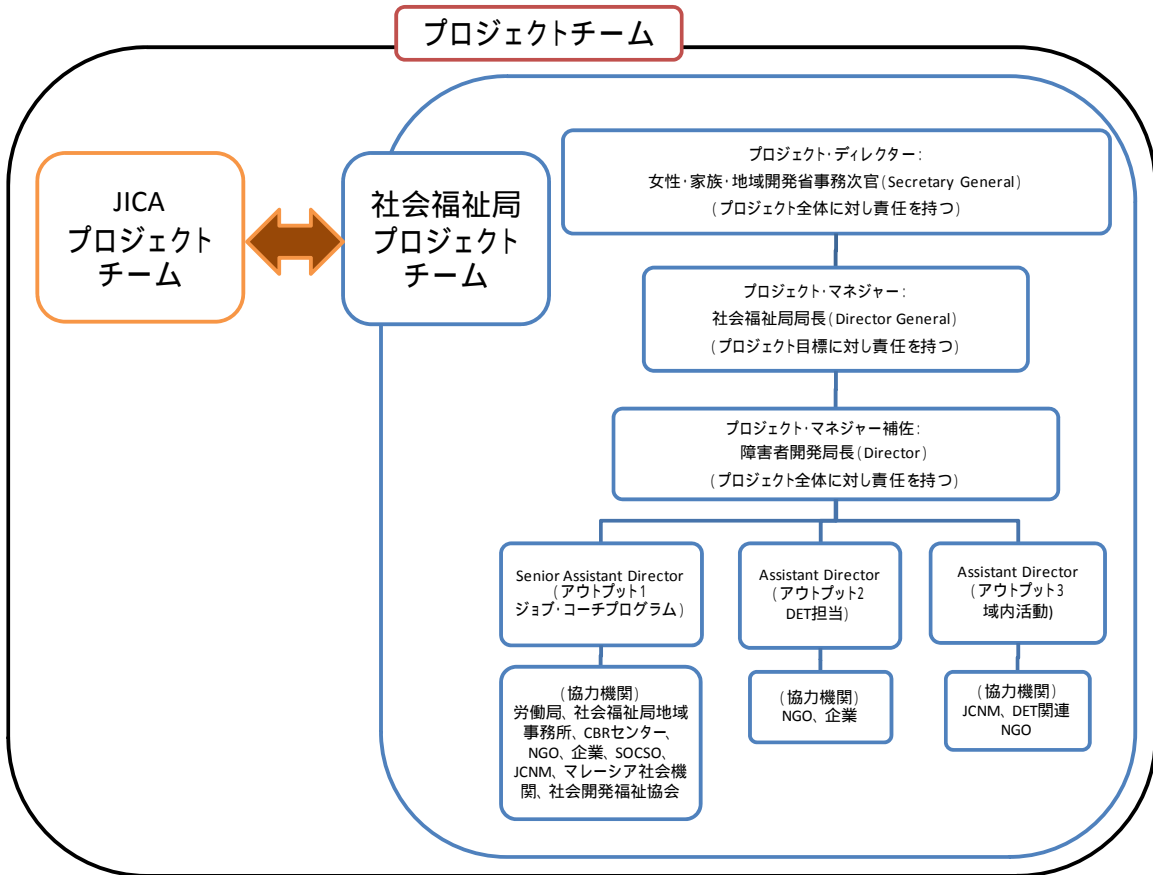 プロジェクトチーム
JICA
プロジェクト
チーム
社会福祉局
プロジェクト
チーム
プロジェクト・ディレクター:
女性・家族・地域開発省事務次官(Secretary General)
(プロジェクト全体に対し責任を持つ)
プロジェクト・マネジャー:
社会福祉局局長(Director General)
(プロジェクト目標に対し責任を持つ)
プロジェクト・マネジャー補佐:
障害者開発局長(Director)
(プロジェクト全体に対し責任を持つ)
Senior Assistant Director
(アウトプット1
ジョブ・コーチプログラム)
Assistant Director
(アウトプット2
DET担当)
Assistant Director
(アウトプット3
域内活動)
(協力機関)
労働局、社会福祉局地域
事務所、CBRセンター、
NGO、企業、SOCSO、
JCNM、マレーシア社会機
関、社会開発福祉協会
(協力機関)
NGO、企業
(協力機関)
JCNM、DET関連
NGO